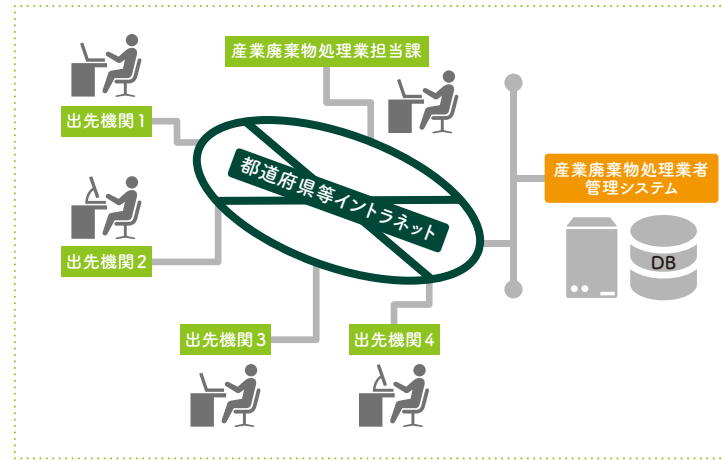 産業廃棄物処理業担当課
出先機関1
都道府県等イントラネット
産業廃棄物処理業者
管理システム
出先機関2
DB
出先機関3
出先機関4